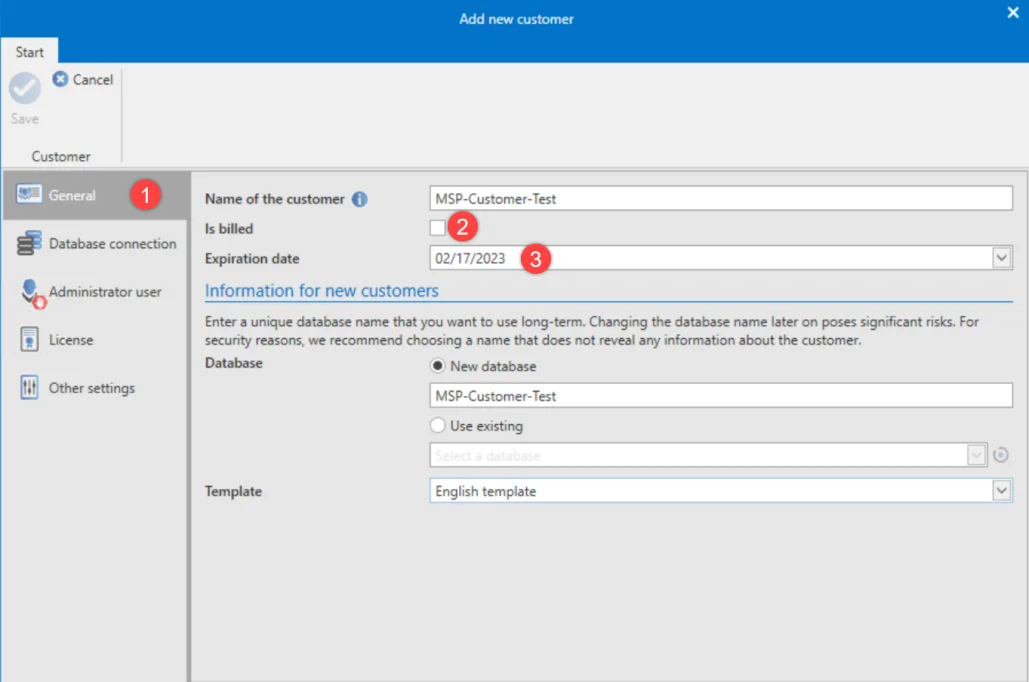 Add new customer
Start
Cancel
Save
Customer
General 1
Database connection
Administrator user
License
Other settings
Name of the customer MSP-Customer-Test
Is billed 2
Expiration date 02/17/2023 3
Information for new customers
Enter a unique database name that you want to use long-term. Changing the database name later on poses significant risks. For
security reasons, we recommend choosing a name that does not reveal any information about the customer.
Database New database
MSP-Customer-Test
Use existing
Select a database
Template English template